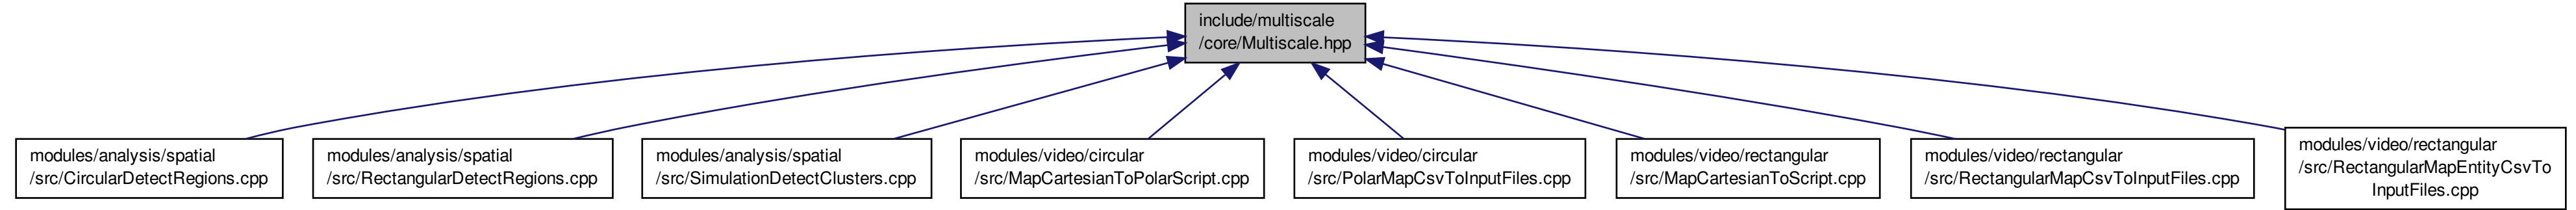 include/multiscale
/core/Multiscale.hpp
modules/analysis/spatial
/src/CircularDetectRegions.cpp
modules/analysis/spatial
/src/RectangularDetectRegions.cpp
modules/analysis/spatial
/src/SimulationDetectClusters.cpp
modules/video/circular
/src/MapCartesianToPolarScript.cpp
modules/video/circular
/src/PolarMapCsvToInputFiles.cpp
modules/video/rectangular
/src/MapCartesianToScript.cpp
modules/video/rectangular
/src/RectangularMapCsvToInputFiles.cpp
modules/video/rectangular
/src/RectangularMapEntityCsvTo
InputFiles.cpp